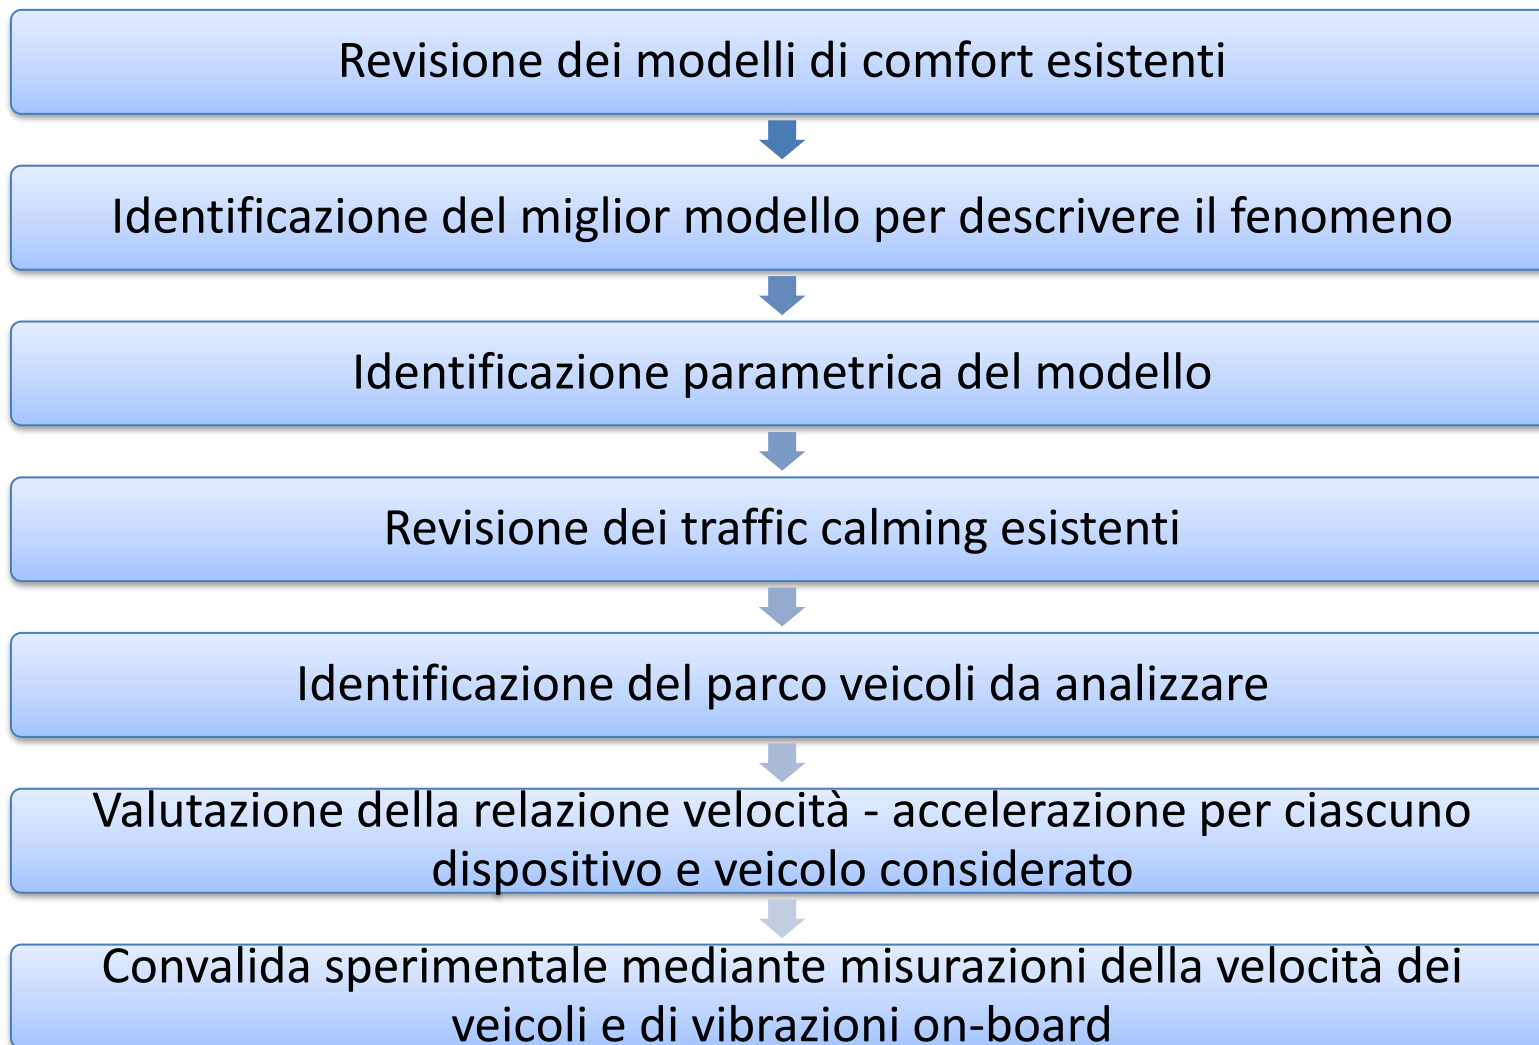 Revisione dei modelli di comfort esistenti
Identificazione del miglior modello per descrivere il fenomeno
Identificazione parametrica del modello
Revisione dei traffic calming esistenti
Identificazione del parco veicoli da analizzare
Valutazione della relazione velocità - accelerazione per ciascuno
dispositivo e veicolo considerato
Convalida sperimentale mediante misurazioni della velocità dei
veicoli e di vibrazioni on-board